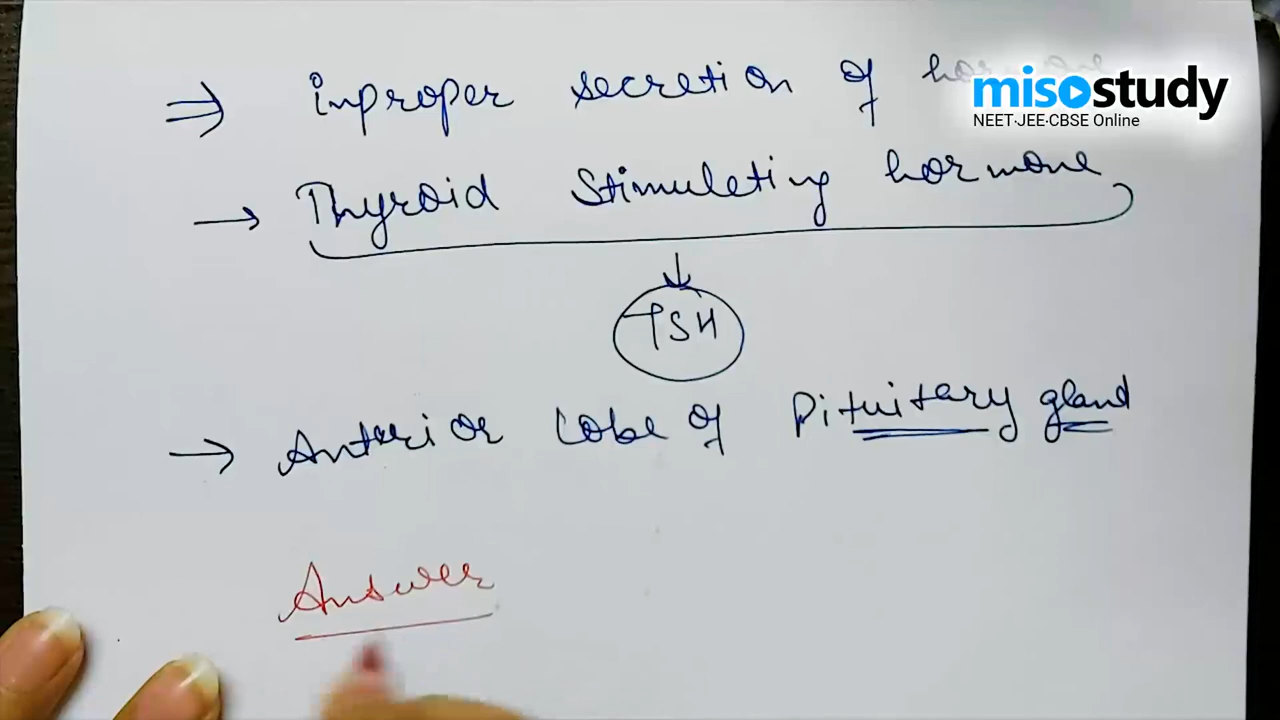 ⇒ Inproper secretion of
misostudy
NEET·JEE·CBSE Online
→ Thyroid Stimuleting hormone
↓
TSH
→ Anterior lobe of Pituitary gland
Answer